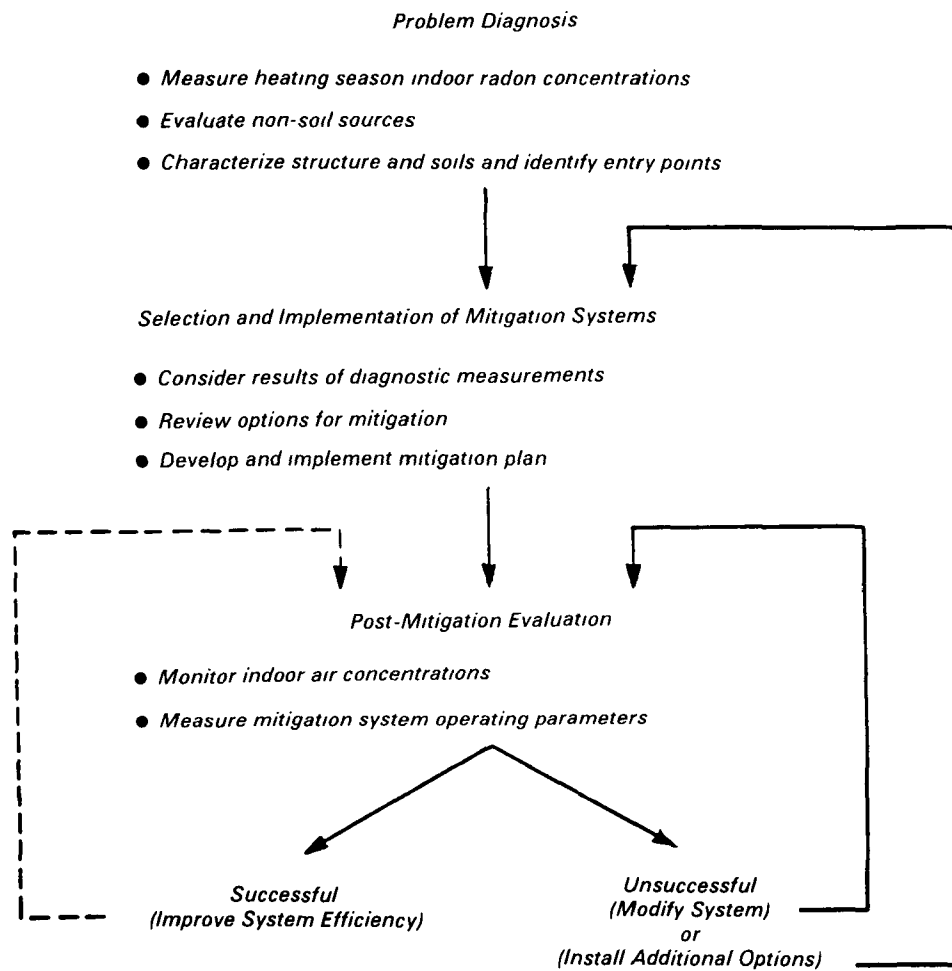 Problem Diagnosis
● Measure heating season indoor radon concentrations
● Evaluate non-soil sources
● Characterize structure and soils and identify entry points
Selection and Implementation of Mitigation Systems
● Consider results of diagnostic measurements
● Review options for mitigation
● Develop and implement mitigation plan
Post-Mitigation Evaluation
● Monitor indoor air concentrations
● Measure mitigation system operating parameters
Successful
(Improve System Efficiency)
Unsuccessful
(Modify System)
or
(Install Additional Options)